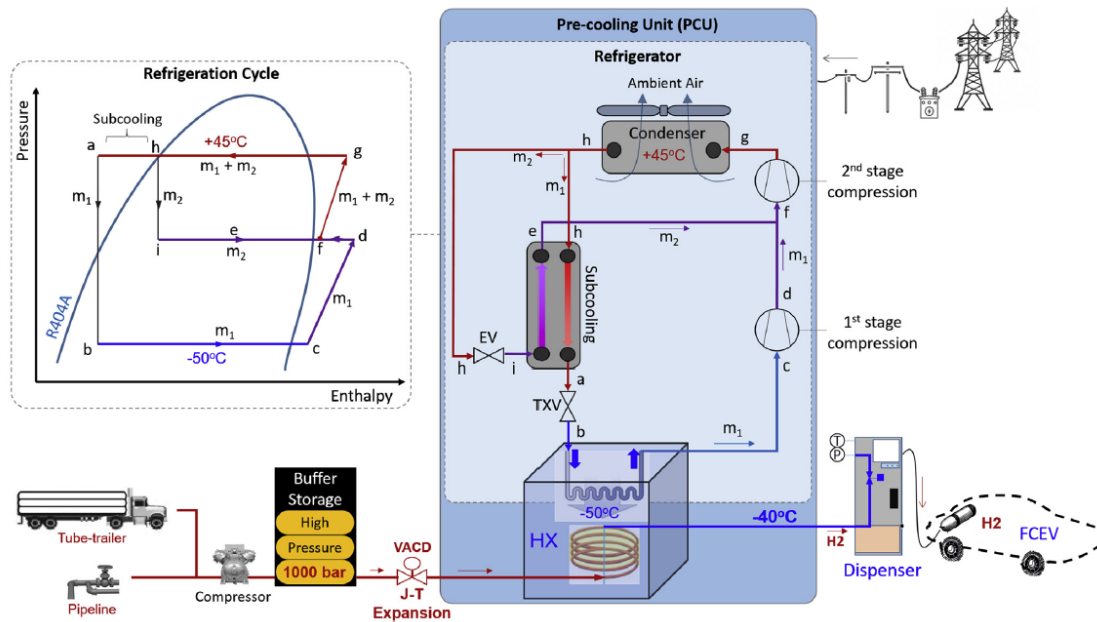 Pre-cooling Unit (PCU)
Refrigerator
Ambient Air
Condenser
+45°C
h
g
m₂
m₁
2nd stage
compression
f
e
h
m₂
m₁
Subcooling
d
1st stage
compression
EV
h
i
a
c
TXV
b
m₁
-50°C
HX
-40°C
Refrigeration Cycle
Pressure
Subcooling
a
h
+45°C
g
m₁ + m₂
m₁
m₂
m₁ + m₂
e
d
i
m₂
f
m₁
R404A
m₁
b
-50°C
c
Enthalpy
Tube-trailer
Pipeline
Compressor
Buffer
Storage
High
Pressure
1000 bar
VACD
J-T
Expansion
T
P
H2
Dispenser
H2
FCEV